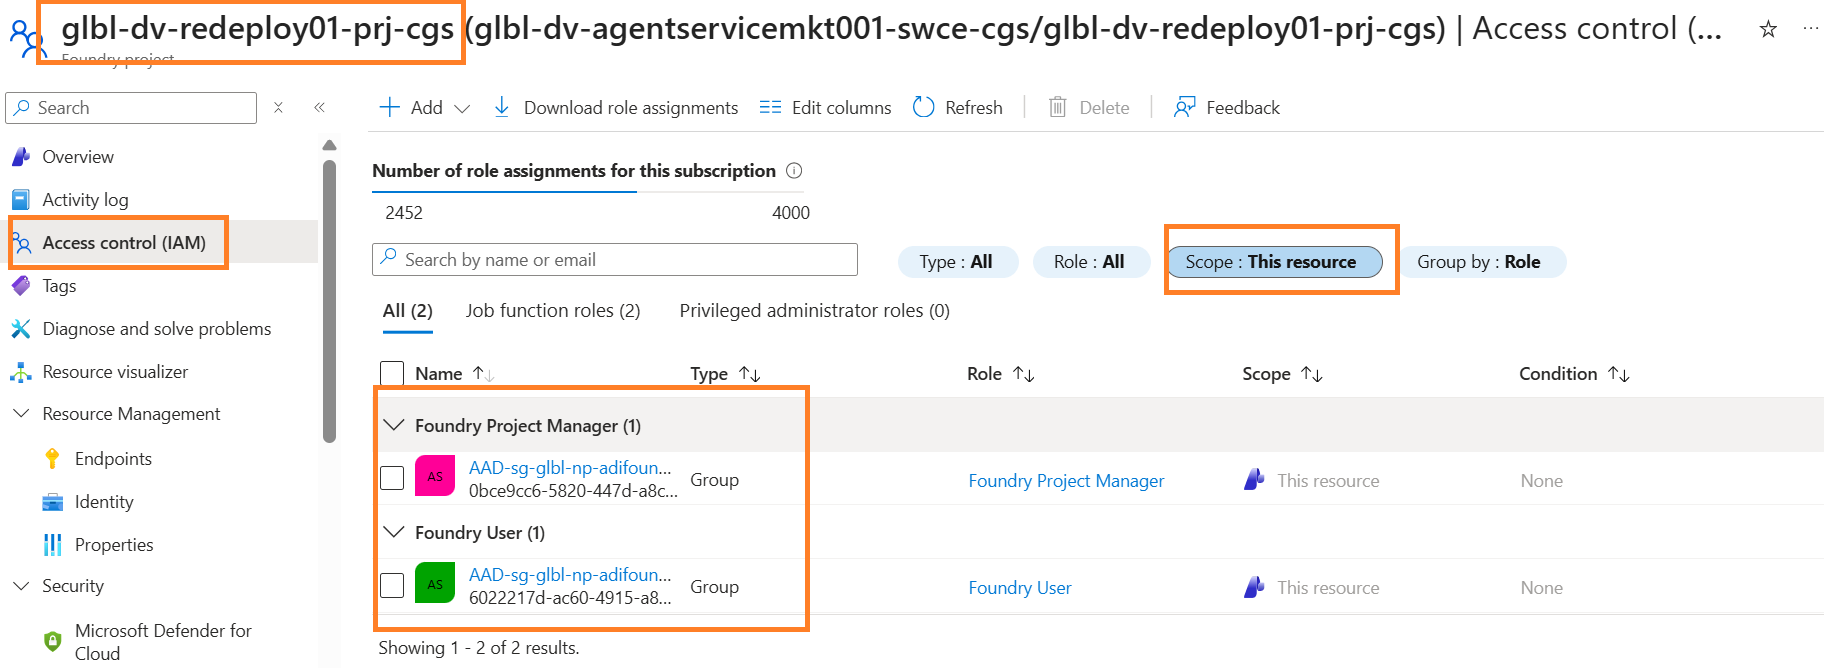 glbl-dv-redeploy01-prj-cgs (glbl-dv-agentservicemkt001-swce-cgs/glbl-dv-redeploy01-prj-cgs) | Access control (...
Foundry project
Search
Add
Download role assignments
Edit columns
Refresh
Delete
Feedback
Overview
Activity log
Access control (IAM)
Tags
Diagnose and solve problems
Resource visualizer
Resource Management
Endpoints
Identity
Properties
Security
Microsoft Defender for
Cloud
Number of role assignments for this subscription
2452 4000
Search by name or email
Type : All
Role : All
Scope : This resource
Group by : Role
All (2) Job function roles (2) Privileged administrator roles (0)
Name Type Role Scope Condition
Foundry Project Manager (1)
AS AAD-sg-glbl-np-adifoun... Group Foundry Project Manager This resource None
0bce9cc6-5820-447d-a8c...
Foundry User (1)
AS AAD-sg-glbl-np-adifoun... Group Foundry User This resource None
6022217d-ac60-4915-a8...
Showing 1 - 2 of 2 results.